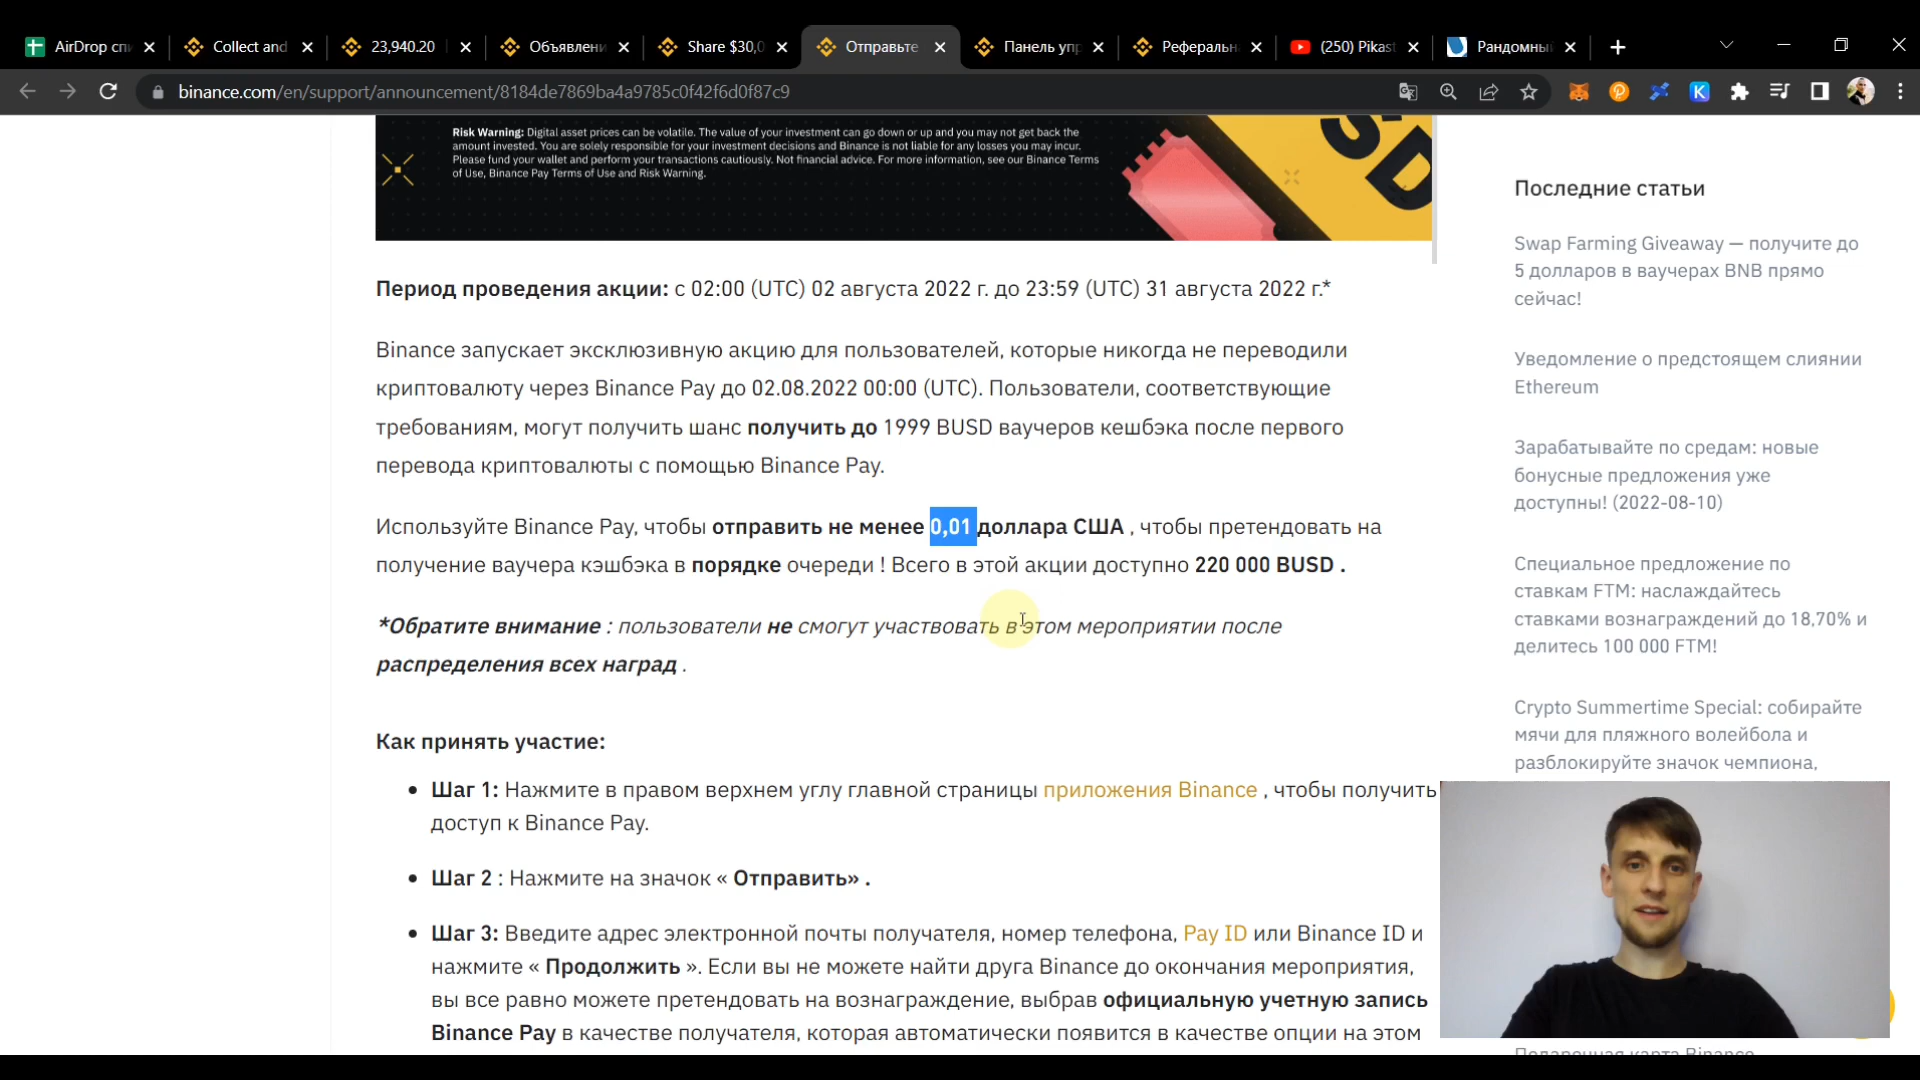 AirDrop спи
Collect and
23,940.20
Объявлени
Share $30,0
Отправьте
Панель упр
Рефераль
(250) Pikast
Рандомны
binance.com/en/support/announcement/8184de7869ba4a9785c0f42f6d0f87c9
Risk Warning: Digital asset prices can be volatile. The value of your investment can go down or up and you may not get back the
amount invested. You are solely responsible for your investment decisions and Binance is not liable for any losses you may incur.
Please fund your wallet and perform your transactions cautiously. Not financial advice. For more information, see our Binance Terms
of Use, Binance Pay Terms of Use and Risk Warning.
SD
Период проведения акции: с 02:00 (UTC) 02 августа 2022 г. до 23:59 (UTC) 31 августа 2022 г.*
Binance запускает эксклюзивную акцию для пользователей, которые никогда не переводили
криптовалюту через Binance Pay до 02.08.2022 00:00 (UTC). Пользователи, соответствующие
требованиям, могут получить шанс получить до 1999 BUSD ваучеров кешбэка после первого
перевода криптовалюты с помощью Binance Pay.
Используйте Binance Pay, чтобы отправить не менее 0,01 доллара США , чтобы претендовать на
получение ваучера кэшбэка в порядке очереди ! Всего в этой акции доступно 220 000 BUSD .
*Обратите внимание : пользователи не смогут участвовать в этом мероприятии после
распределения всех наград .
Как принять участие:
• Шаг 1: Нажмите в правом верхнем углу главной страницы приложения Binance , чтобы получить
доступ к Binance Pay.
• Шаг 2 : Нажмите на значок « Отправить» .
• Шаг 3: Введите адрес электронной почты получателя, номер телефона, Pay ID или Binance ID и
нажмите « Продолжить ». Если вы не можете найти друга Binance до окончания мероприятия,
вы все равно можете претендовать на вознаграждение, выбрав официальную учетную запись
Binance Pay в качестве получателя, которая автоматически появится в качестве опции на этом
Последние статьи
Swap Farming Giveaway — получите до
5 долларов в ваучерах BNB прямо
сейчас!
Уведомление о предстоящем слиянии
Ethereum
Зарабатывайте по средам: новые
бонусные предложения уже
доступны! (2022-08-10)
Специальное предложение по
ставкам FTM: наслаждайтесь
ставками вознаграждений до 18,70% и
делитесь 100 000 FTM!
Crypto Summertime Special: собирайте
мячи для пляжного волейбола и
разблокируйте значок чемпиона,
Подарочная карта Binance